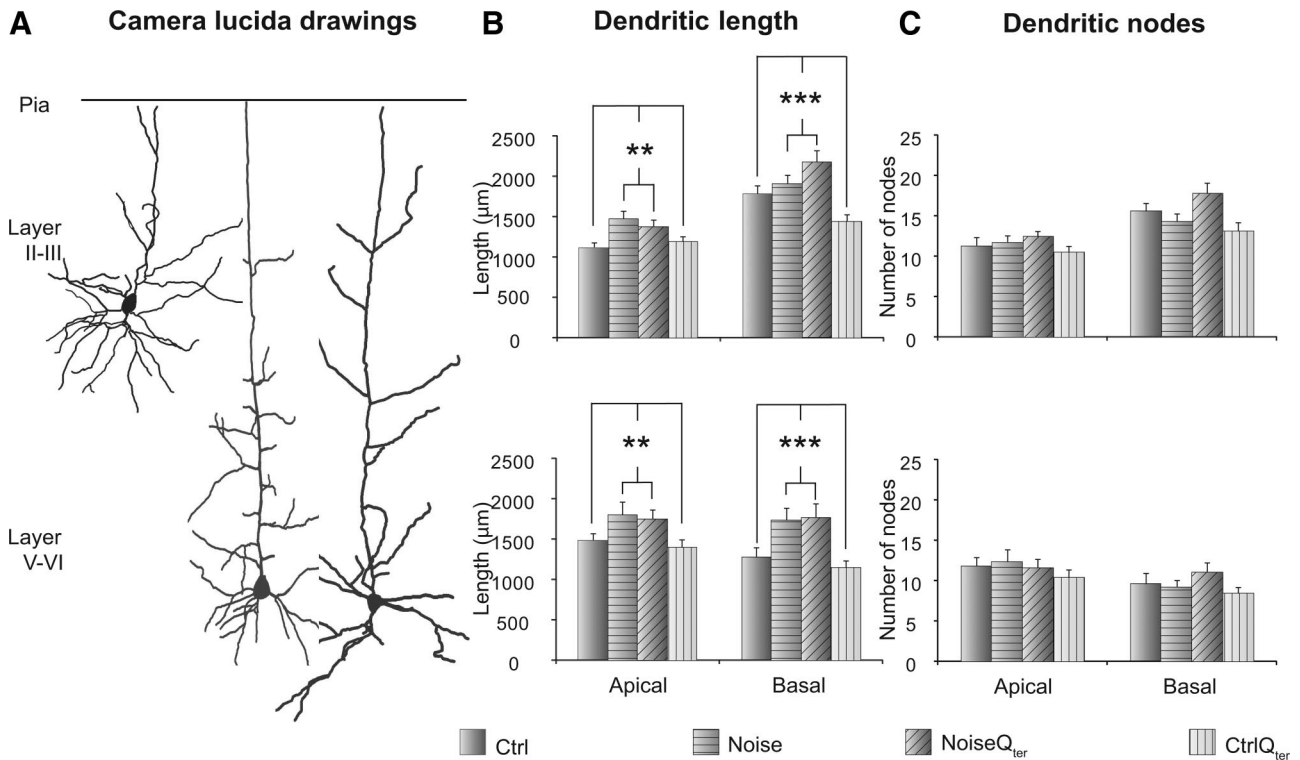 A Camera lucida drawings B Dendritic length C Dendritic nodes
Pia
Layer
II-III
Layer
V-VI
Length (µm)
2500
2000
1500
1000
500
0
**
***
Number of nodes
25
20
15
10
5
0
Length (µm)
2500
2000
1500
1000
500
0
**
***
Apical Basal
Number of nodes
25
20
15
10
5
0
Apical Basal
Ctrl Noise NoiseQter CtrlQter